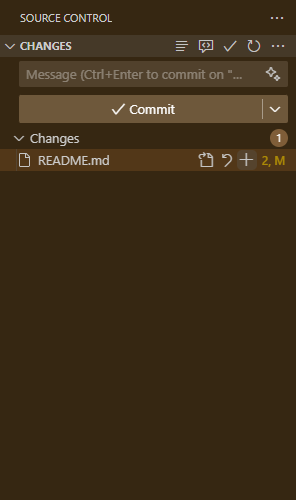 SOURCE CONTROL
CHANGES
Message (Ctrl+Enter to commit on "...
Commit
Changes 1
README.md 2, M